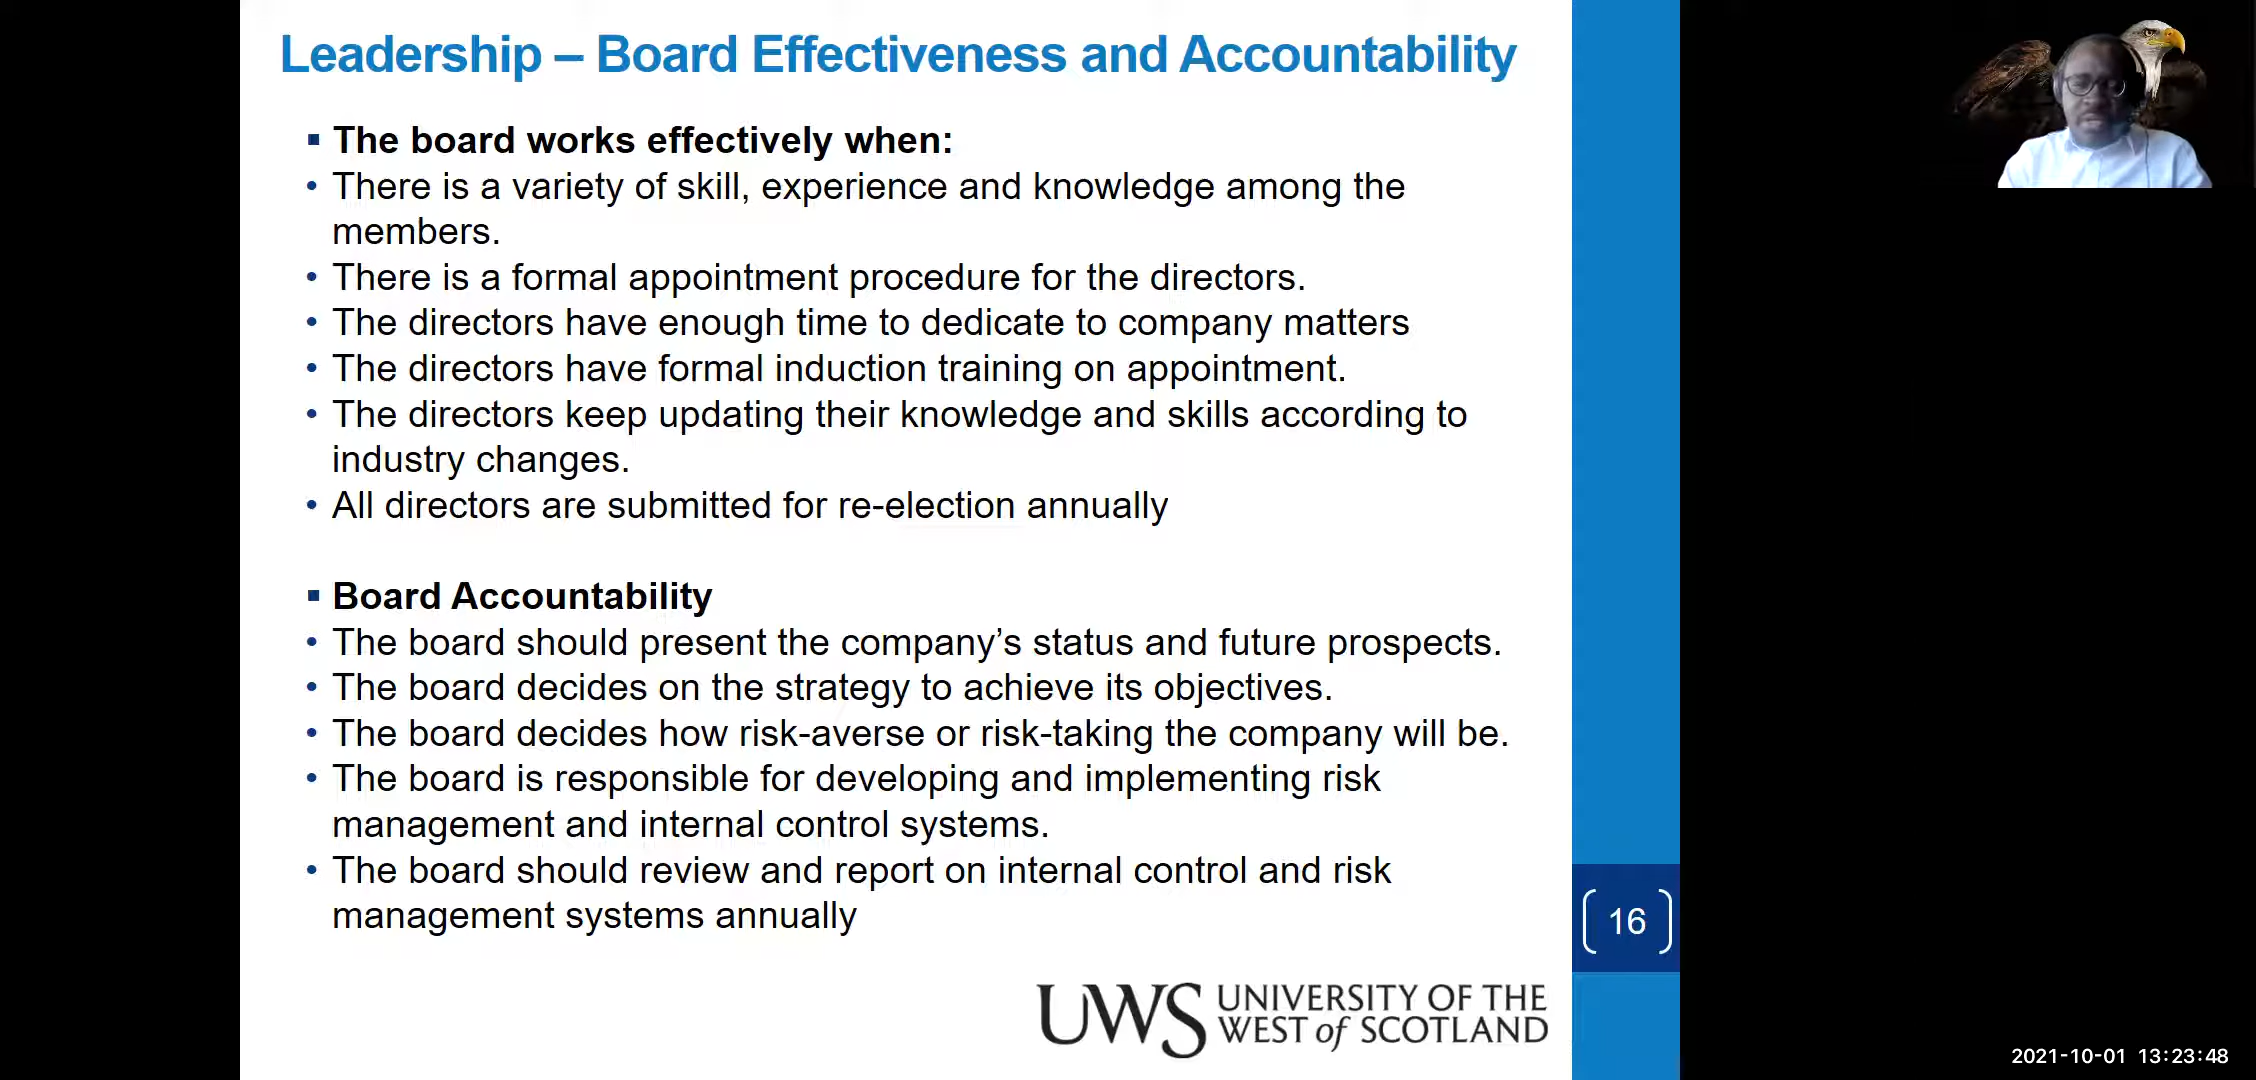 Leadership – Board Effectiveness and Accountability
▪ The board works effectively when:
• There is a variety of skill, experience and knowledge among the
members.
• There is a formal appointment procedure for the directors.
• The directors have enough time to dedicate to company matters
• The directors have formal induction training on appointment.
• The directors keep updating their knowledge and skills according to
industry changes.
• All directors are submitted for re-election annually
▪ Board Accountability
• The board should present the company’s status and future prospects.
• The board decides on the strategy to achieve its objectives.
• The board decides how risk-averse or risk-taking the company will be.
• The board is responsible for developing and implementing risk
management and internal control systems.
• The board should review and report on internal control and risk
management systems annually
16
UWS UNIVERSITY OF THE
WEST of SCOTLAND
2021-10-01 13:23:48